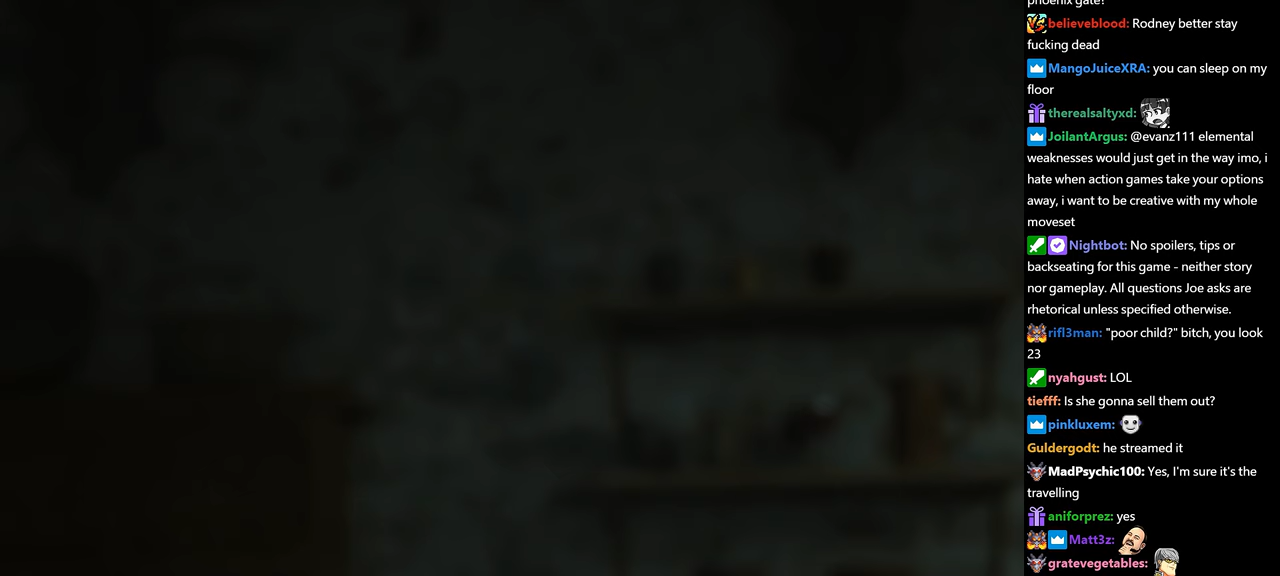 phoenix gate?
believeblood: Rodney better stay
fucking dead
MangoJuiceXRA: you can sleep on my
floor
therealsaltyxd:
JoilantArgus: @evanz111 elemental
weaknesses would just get in the way imo, i
hate when action games take your options
away, i want to be creative with my whole
moveset
Nightbot: No spoilers, tips or
backseating for this game - neither story
nor gameplay. All questions Joe asks are
rhetorical unless specified otherwise.
rifl3man: "poor child?" bitch, you look
23
nyahgust: LOL
tiefff: Is she gonna sell them out?
pinkluxem:
Guldergodt: he streamed it
MadPsychic100: Yes, I'm sure it's the
travelling
aniforprez: yes
Matt3z:
gratevegetables: